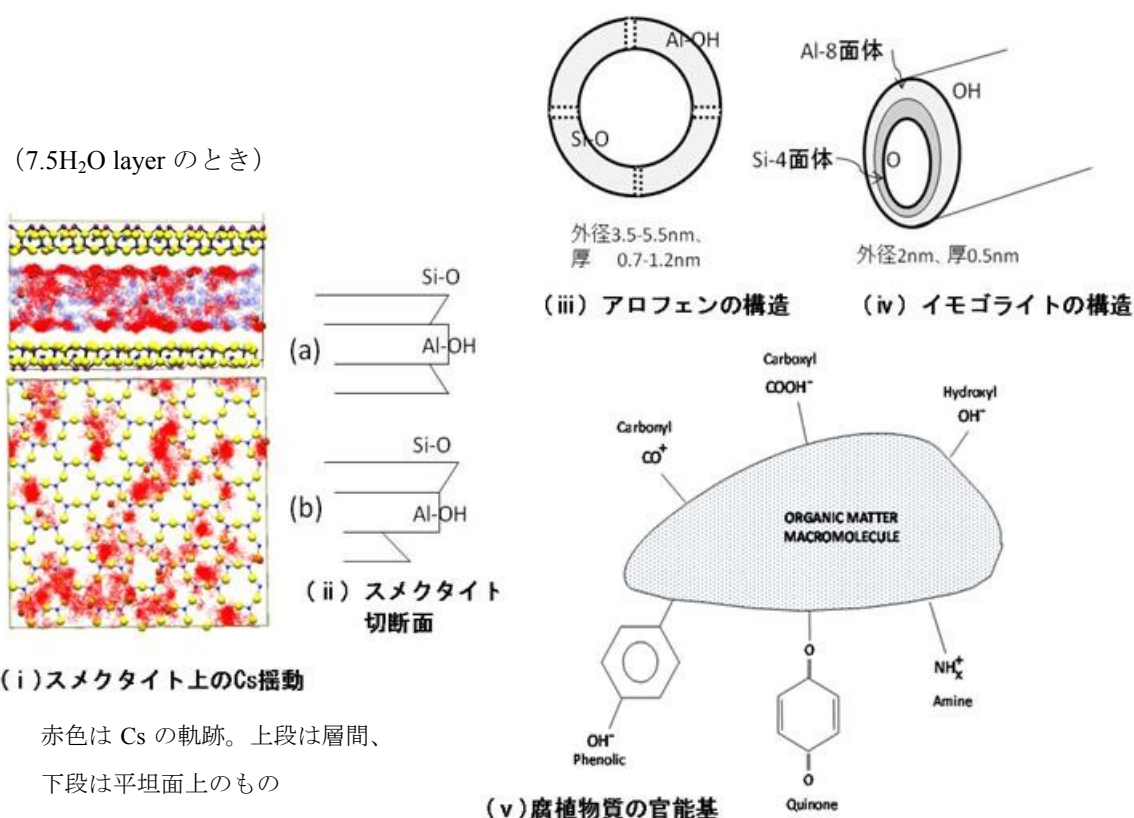 (7.5H₂O layer のとき)
(a)
Si-O
Al-OH
(b)
Si-O
Al-OH
(ii) スメクタイト
切断面
(i)スメクタイト上のCs揺動
赤色は Cs の軌跡。上段は層間、
下段は平坦面上のもの
Al-OH
Si-O
外径3.5-5.5nm、
厚 0.7-1.2nm
(iii) アロフェンの構造
Al-8面体
OH
Si-4面体
O
外径2nm、厚0.5nm
(iv) イモゴライトの構造
Carboxyl
COOH⁻
Hydroxyl
OH⁻
Carbonyl
CO⁺
ORGANIC MATTER
MACROMOLECULE
OH⁻
Phenolic
O
O
Quinone
NHₓ⁺
Amine
(v)腐植物質の官能基